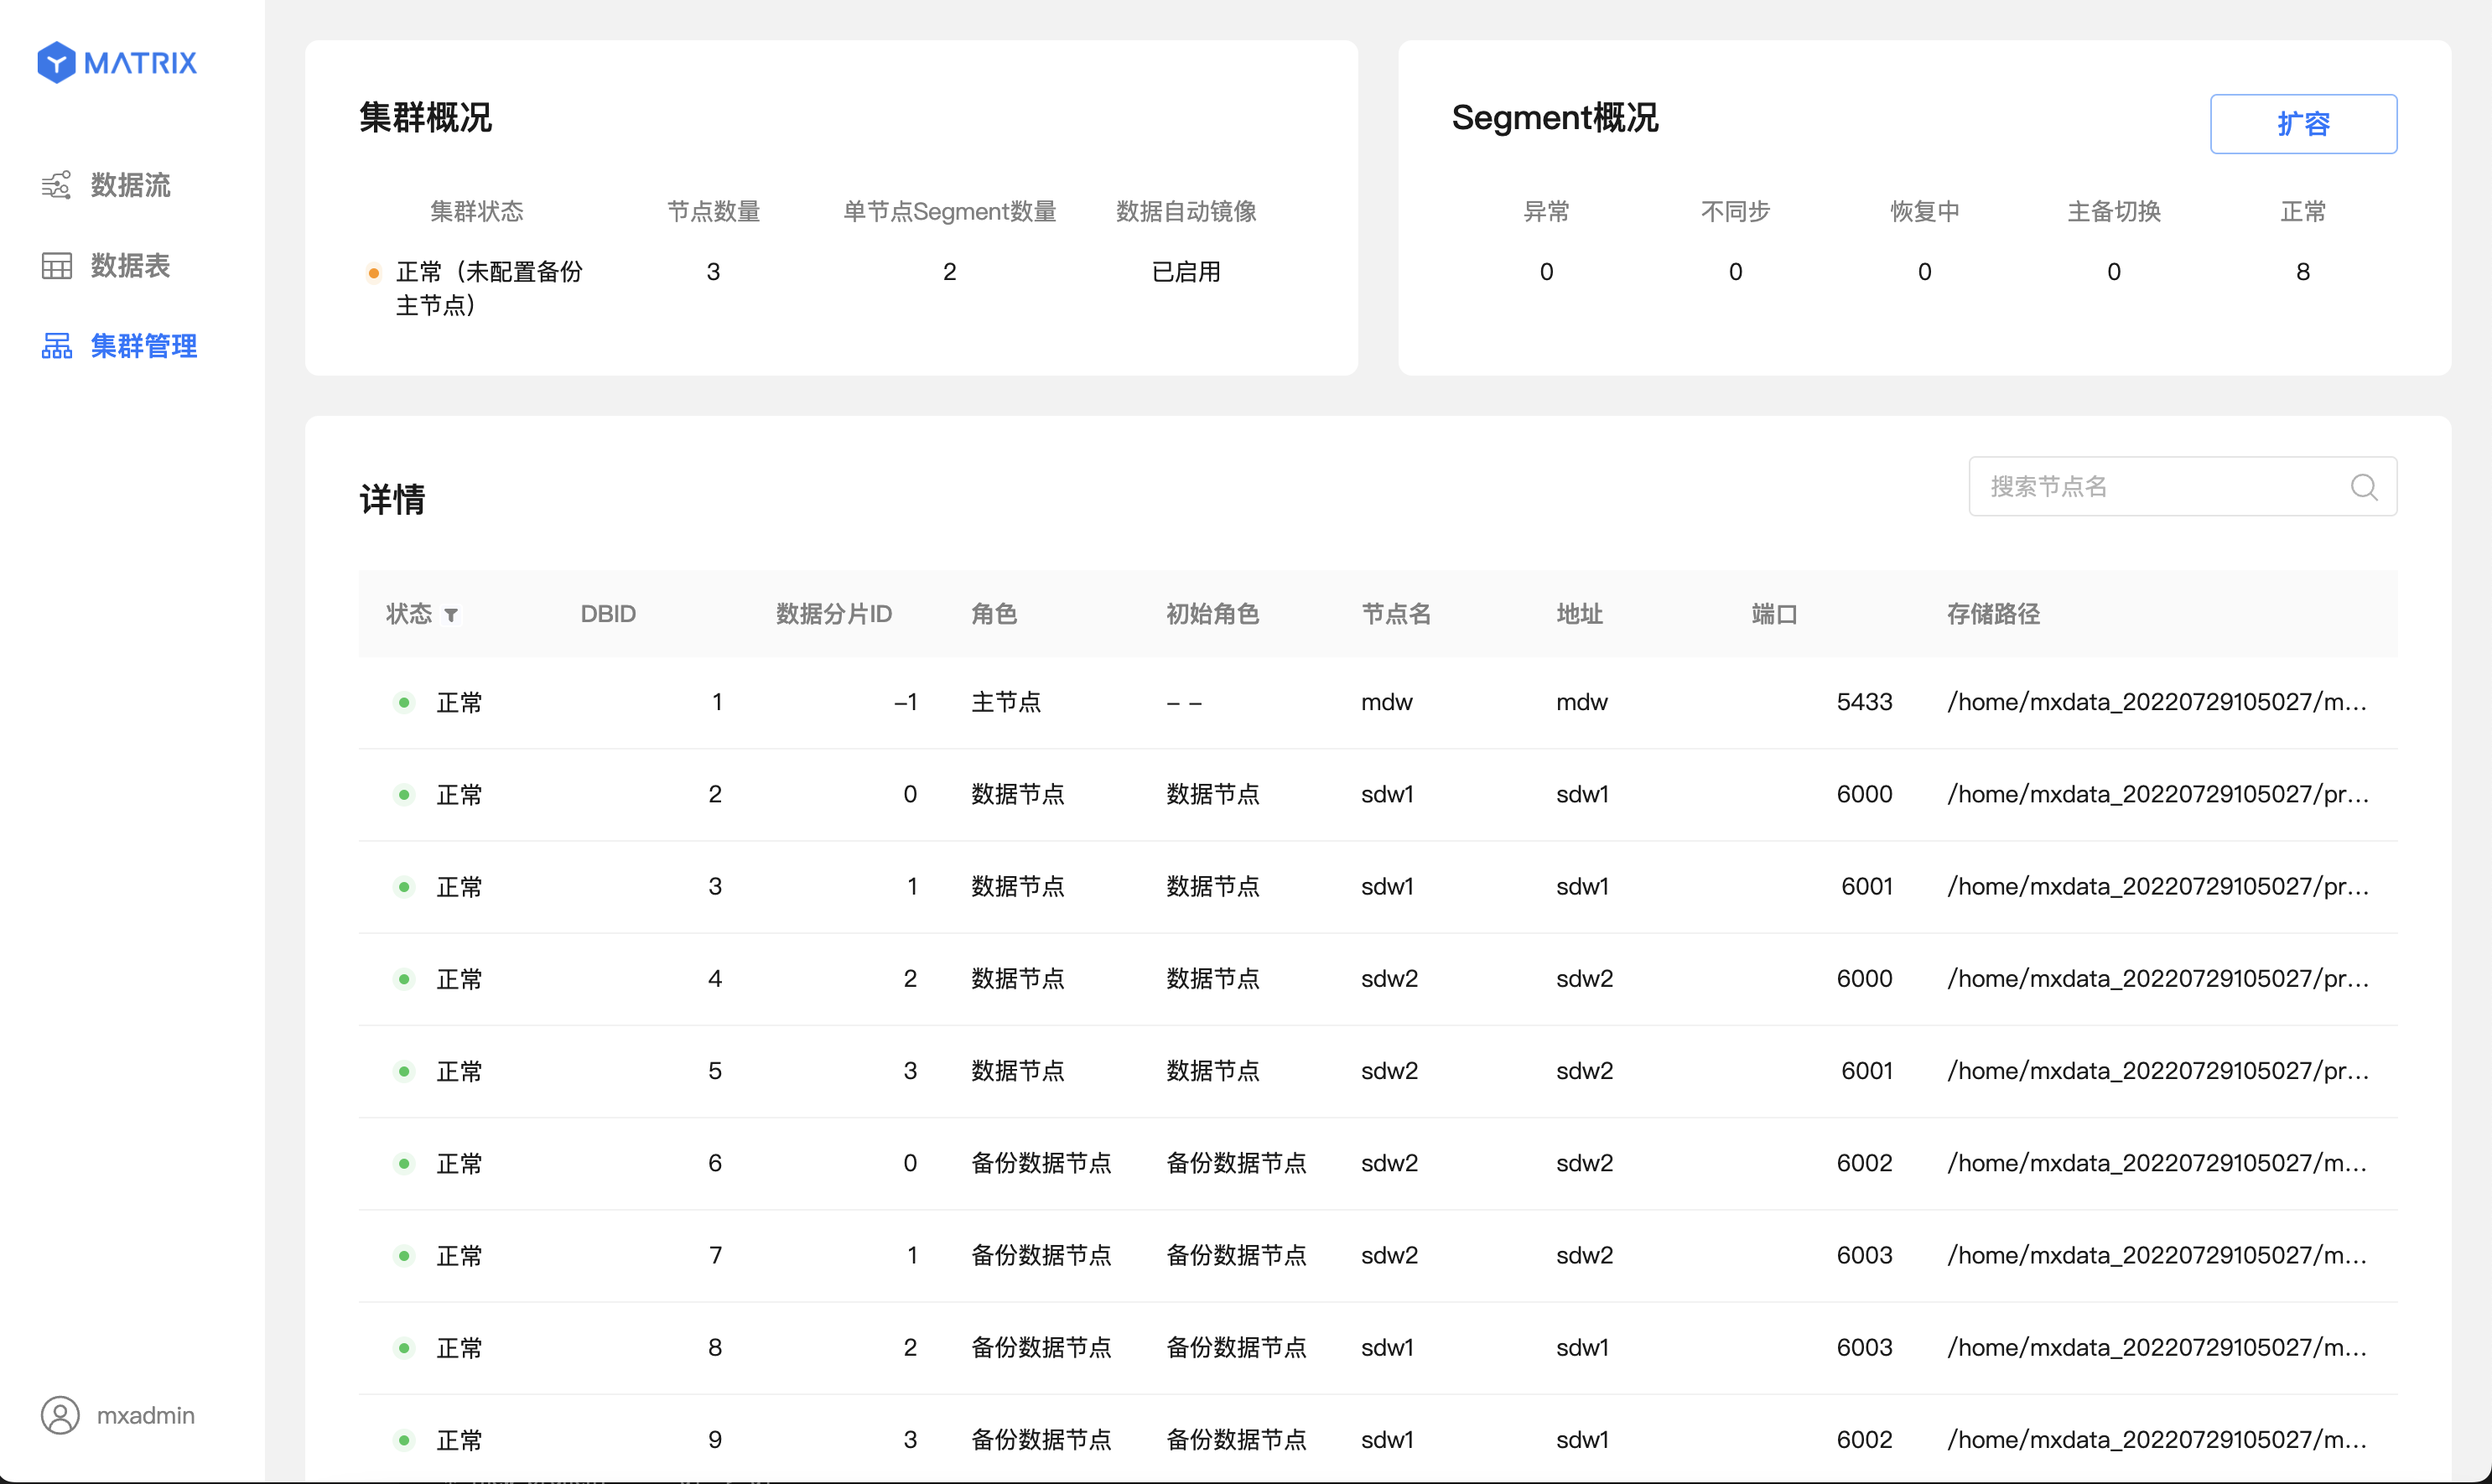 MATRIX
数据流
数据表
集群管理
mxadmin
集群概况
集群状态 节点数量 单节点Segment数量 数据自动镜像
正常（未配置备份 3 2 已启用
主节点）
Segment概况 扩容
异常 不同步 恢复中 主备切换 正常
0 0 0 0 8
详情 搜索节点名
状态 DBID 数据分片ID 角色 初始角色 节点名 地址 端口 存储路径
正常 1 -1 主节点 - - mdw mdw 5433 /home/mxdata_20220729105027/m...
正常 2 0 数据节点 数据节点 sdw1 sdw1 6000 /home/mxdata_20220729105027/pr...
正常 3 1 数据节点 数据节点 sdw1 sdw1 6001 /home/mxdata_20220729105027/pr...
正常 4 2 数据节点 数据节点 sdw2 sdw2 6000 /home/mxdata_20220729105027/pr...
正常 5 3 数据节点 数据节点 sdw2 sdw2 6001 /home/mxdata_20220729105027/pr...
正常 6 0 备份数据节点 备份数据节点 sdw2 sdw2 6002 /home/mxdata_20220729105027/m...
正常 7 1 备份数据节点 备份数据节点 sdw2 sdw2 6003 /home/mxdata_20220729105027/m...
正常 8 2 备份数据节点 备份数据节点 sdw1 sdw1 6003 /home/mxdata_20220729105027/m...
正常 9 3 备份数据节点 备份数据节点 sdw1 sdw1 6002 /home/mxdata_20220729105027/m...